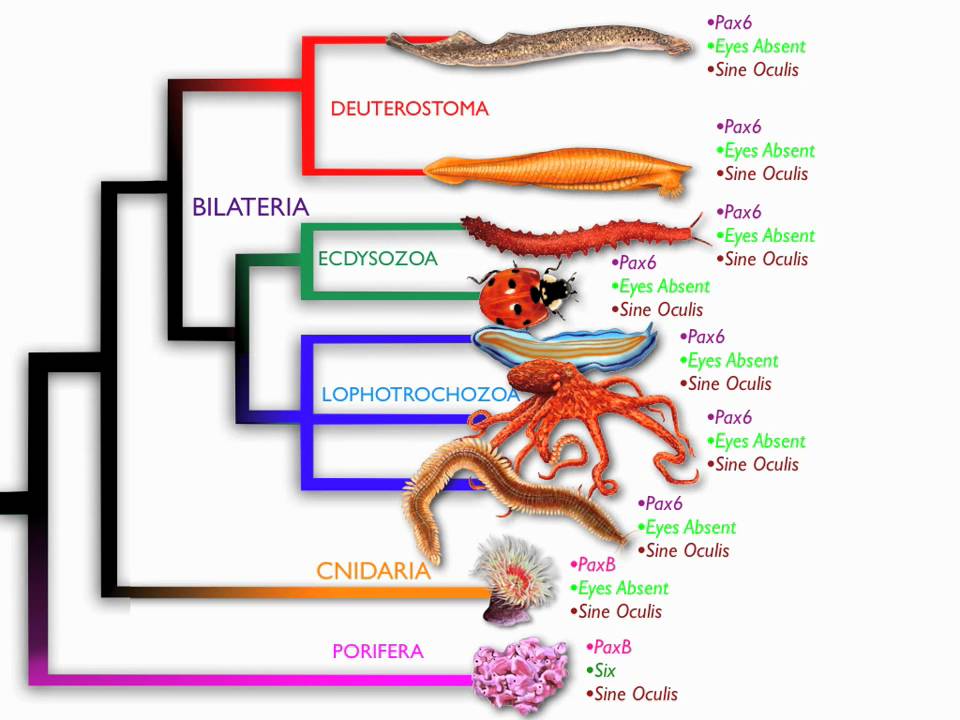 •Pax6
•Eyes Absent
•Sine Oculis
DEUTEROSTOMA
•Pax6
•Eyes Absent
•Sine Oculis
BILATERIA
•Pax6
•Eyes Absent
•Sine Oculis
ECDYSOZOA
•Pax6
•Eyes Absent
•Sine Oculis
•Pax6
•Eyes Absent
•Sine Oculis
LOPHOTROCHOZOA
•Pax6
•Eyes Absent
•Sine Oculis
•Pax6
•Eyes Absent
•Sine Oculis
CNIDARIA
•PaxB
•Eyes Absent
•Sine Oculis
PORIFERA
•PaxB
•Six
•Sine Oculis